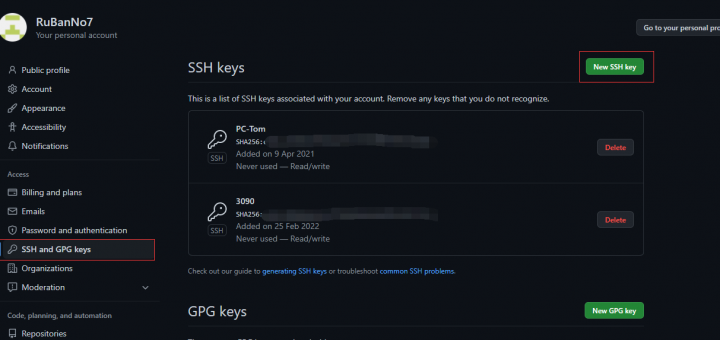 RuBanNo7
Your personal account
Go to your personal pro
Public profile
Account
Appearance
Accessibility
Notifications
Access
Billing and plans
Emails
Password and authentication
SSH and GPG keys
Organizations
Moderation
Code, planning, and automation
Repositories
SSH keys
New SSH key
This is a list of SSH keys associated with your account. Remove any keys that you do not recognize.
PC-Tom
SHA256:
Added on 9 Apr 2021
Never used — Read/write
SSH
Delete
3090
SHA256:
Added on 25 Feb 2022
Never used — Read/write
SSH
Delete
Check out our guide to generating SSH keys or troubleshoot common SSH problems.
GPG keys
New GPG key